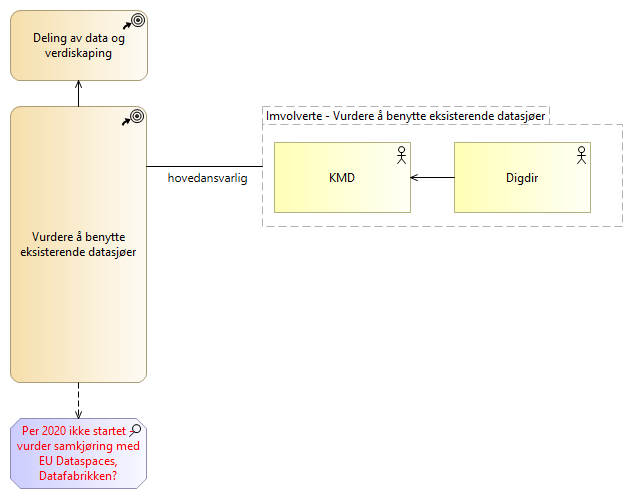 Deling av data og
verdiskaping
Imvolverte - Vurdere å benytte eksisterende datasjøer
KMD
Digdir
hovedansvarlig
Vurdere å benytte
eksisterende datasjøer
Per 2020 ikke startet
vurder samkjøring med
EU Dataspaces,
Datafabrikken?